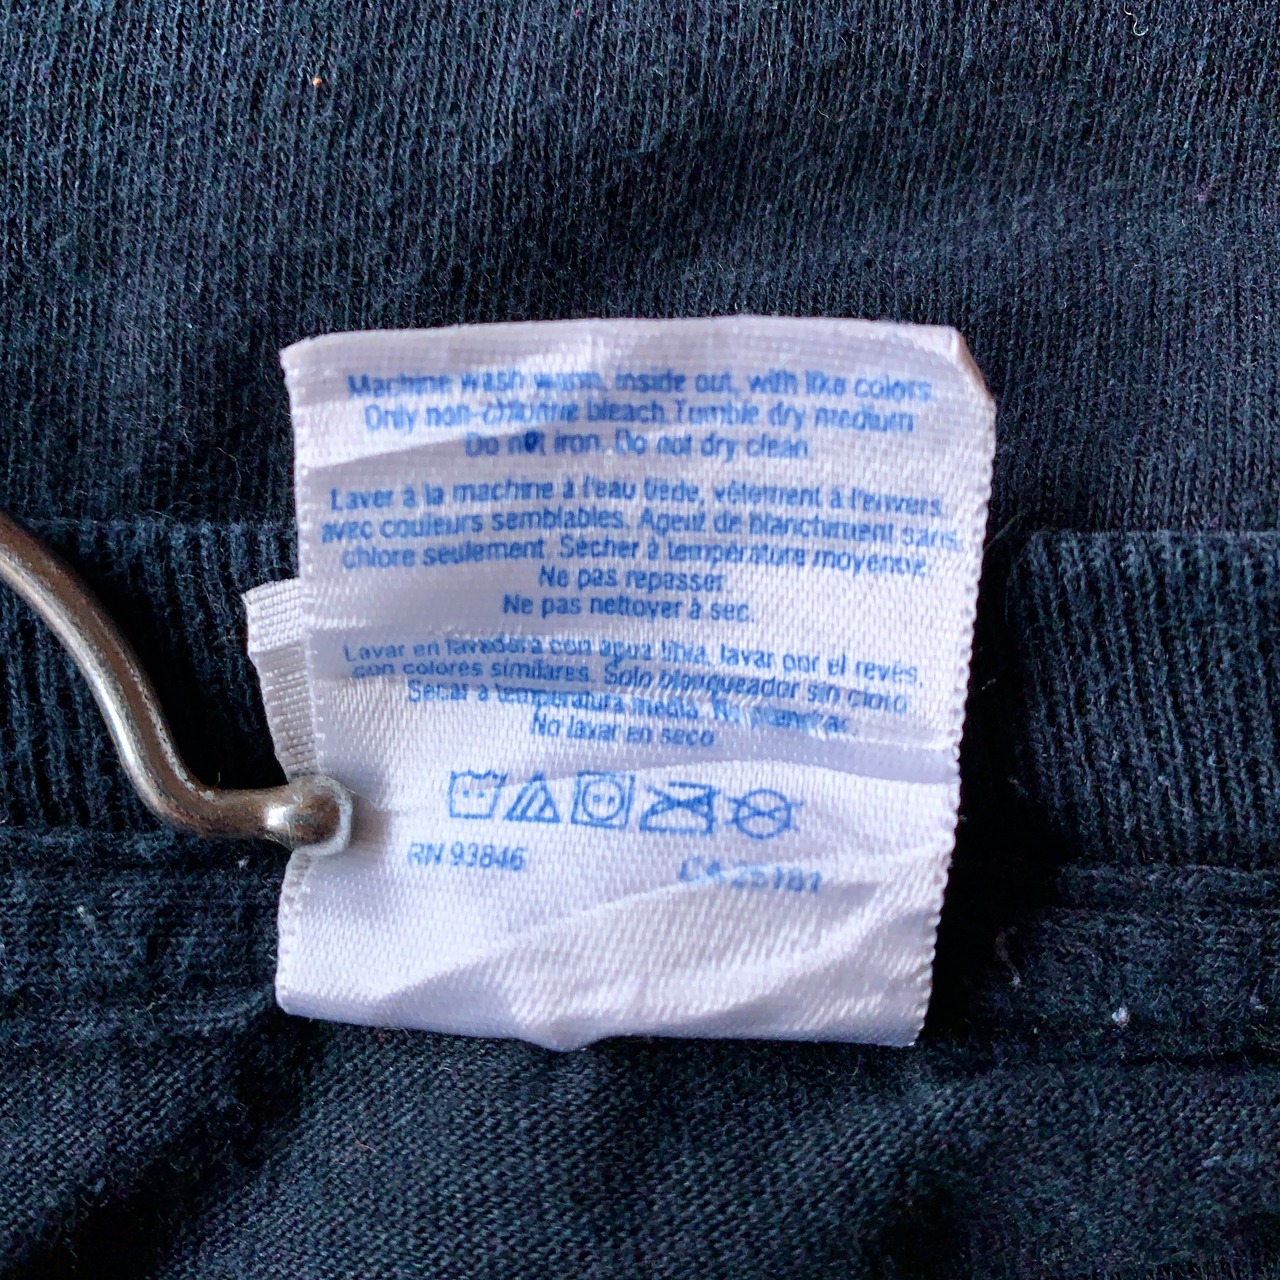 Machine wash warm, inside out, with like colors.
Only non-chlorine bleach. Tumble dry medium
Do not iron. Do not dry clean.
Laver à la machine à l'eau tiède, vêtement à l'envers,
avec couleurs semblables. Agent de blanchiment sans
chlore seulement. Sécher à température moyenne.
Ne pas repasser.
Ne pas nettoyer à sec.
Lavar en lavadora con agua tibia, lavar por el revés,
con colores similares. Solo blanqueador sin cloro.
Secar a temperatura media. No planchar.
No lavar en seco
RN 93846
CA